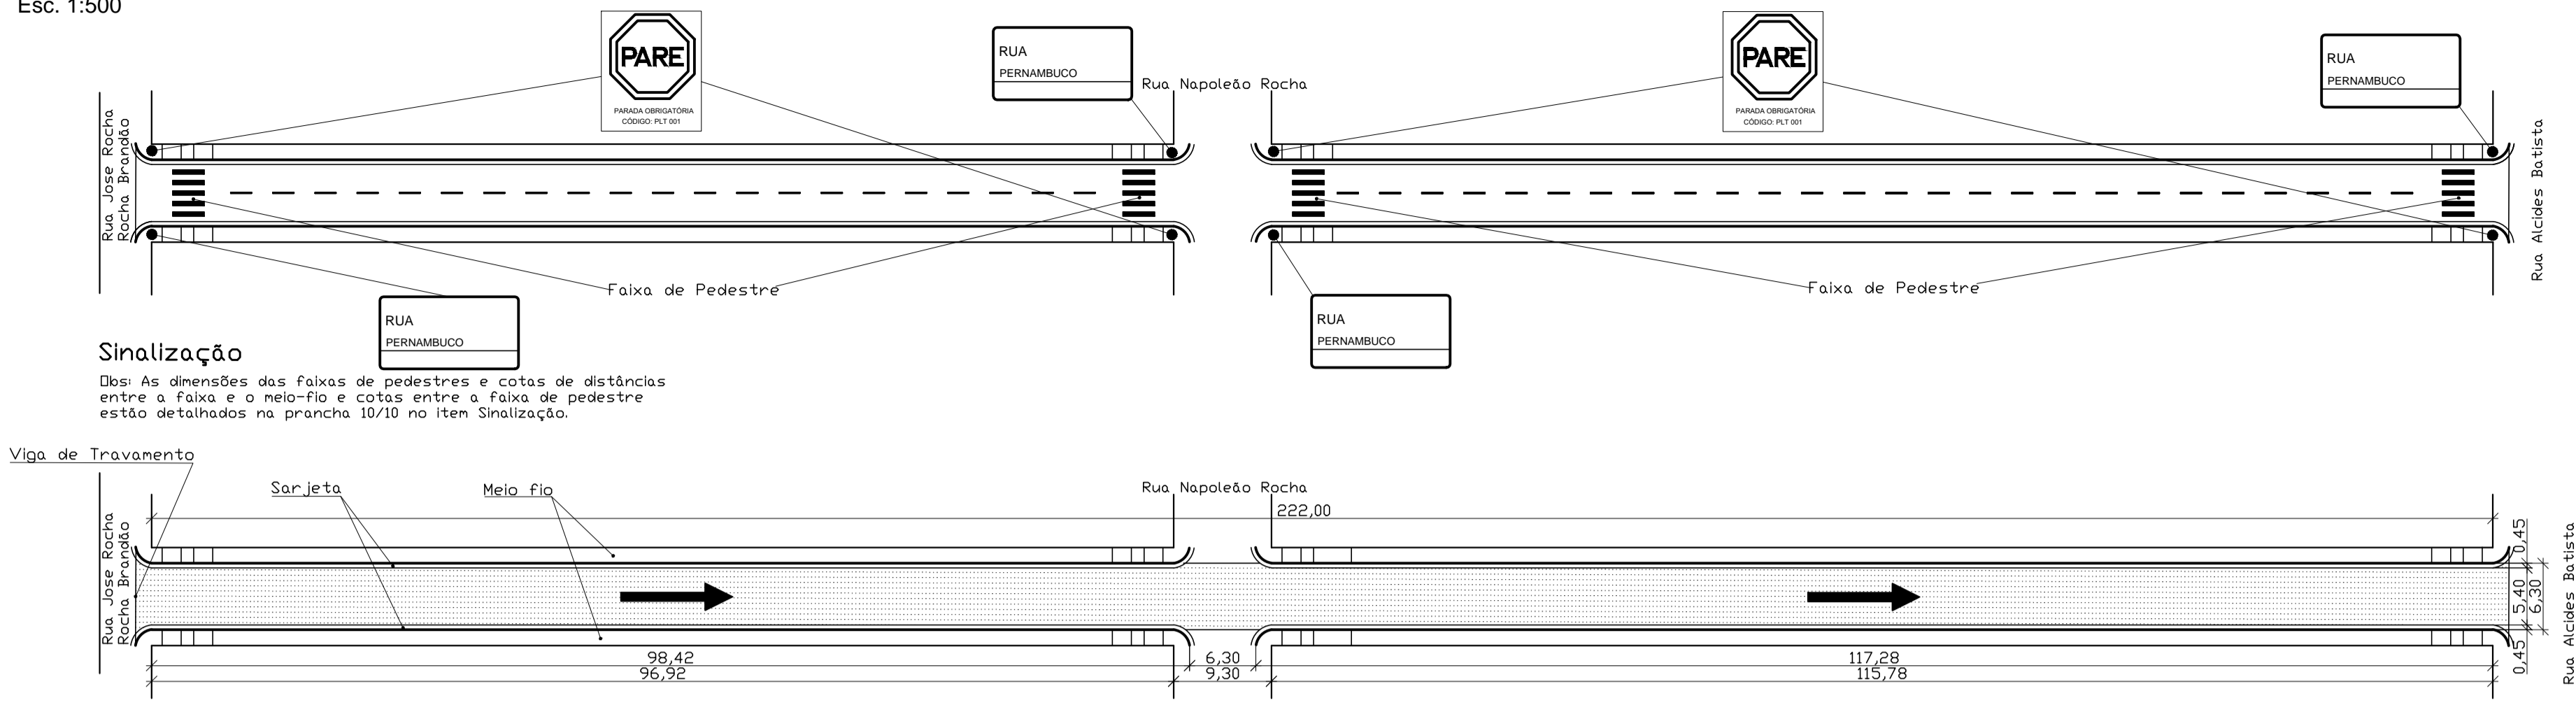 Esc. 1:500
PARE
PARADA OBRIGATÓRIA
CÓDIGO: PLT 001
RUA
PERNAMBUCO
Rua Napoleão Rocha
PARE
PARADA OBRIGATÓRIA
CÓDIGO: PLT 001
RUA
PERNAMBUCO
Rua Jose Rocha
Rocha Brandão
Rua Alcides Batista
Faixa de Pedestre
Faixa de Pedestre
RUA
PERNAMBUCO
RUA
PERNAMBUCO
Sinalização
Obs: As dimensões das faixas de pedestres e cotas de distâncias
entre a faixa e o meio-fio e cotas entre a faixa de pedestre
estão detalhados na prancha 10/10 no item Sinalização.
Viga de Travamento
Sarjeta
Meio fio
Rua Napoleão Rocha
222,00
Rua Jose Rocha
Rocha Brandão
0,45
5,40
6,30
0,45
Rua Alcides Batista
98,42
6,30
117,28
96,92
9,30
115,78